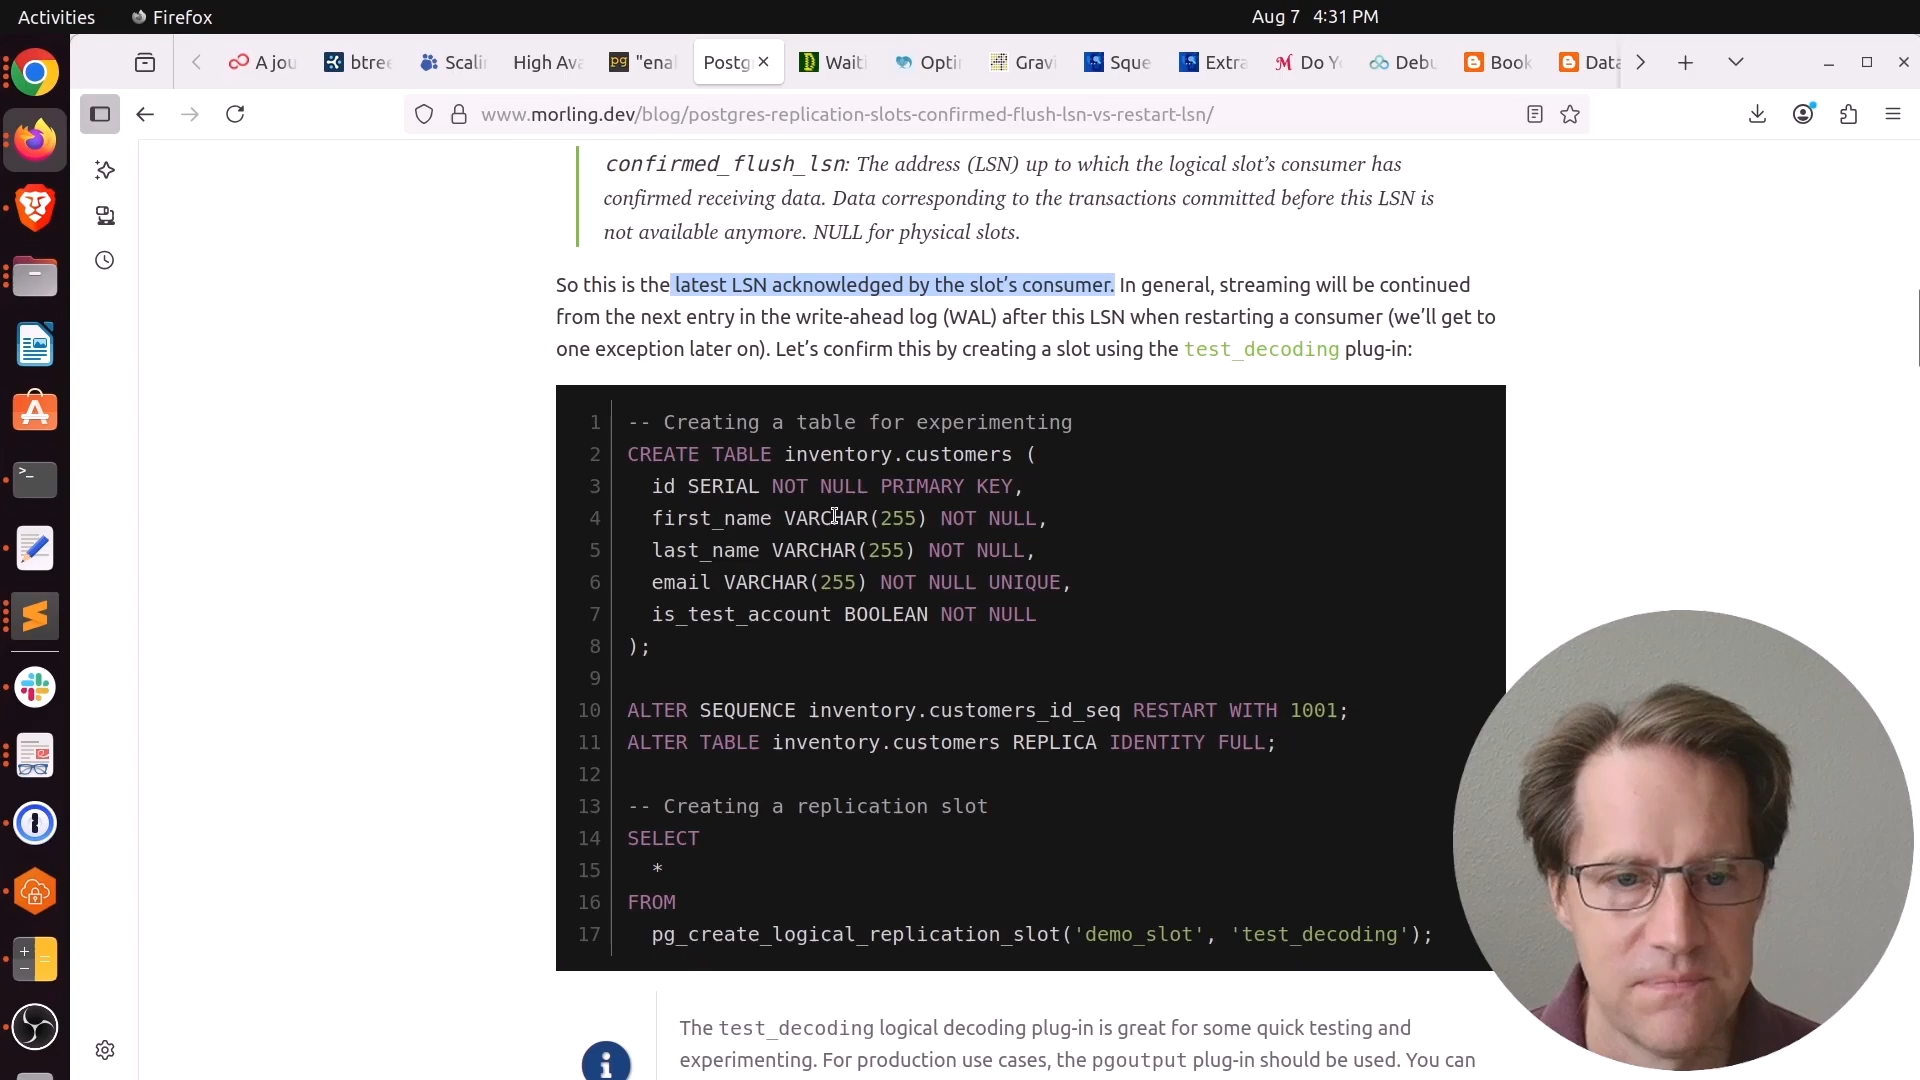 Activities
Firefox
Aug 7 4:31 PM
A jou
btree
Scalin
High Ava
"enal
Postg
Waiti
Optim
Gravi
Sque
Extra
Do Y
Debu
Book
Data
www.morling.dev/blog/postgres-replication-slots-confirmed-flush-lsn-vs-restart-lsn/
confirmed_flush_lsn: The address (LSN) up to which the logical slot's consumer has
confirmed receiving data. Data corresponding to the transactions committed before this LSN is
not available anymore. NULL for physical slots.
So this is the latest LSN acknowledged by the slot's consumer. In general, streaming will be continued
from the next entry in the write-ahead log (WAL) after this LSN when restarting a consumer (we'll get to
one exception later on). Let's confirm this by creating a slot using the test_decoding plug-in:
1 -- Creating a table for experimenting
2 CREATE TABLE inventory.customers (
3 id SERIAL NOT NULL PRIMARY KEY,
4 first_name VARCHAR(255) NOT NULL,
5 last_name VARCHAR(255) NOT NULL,
6 email VARCHAR(255) NOT NULL UNIQUE,
7 is_test_account BOOLEAN NOT NULL
8 );
9
10 ALTER SEQUENCE inventory.customers_id_seq RESTART WITH 1001;
11 ALTER TABLE inventory.customers REPLICA IDENTITY FULL;
12
13 -- Creating a replication slot
14 SELECT
15 *
16 FROM
17 pg_create_logical_replication_slot('demo_slot', 'test_decoding');
The test_decoding logical decoding plug-in is great for some quick testing and
experimenting. For production use cases, the pgoutput plug-in should be used. You can